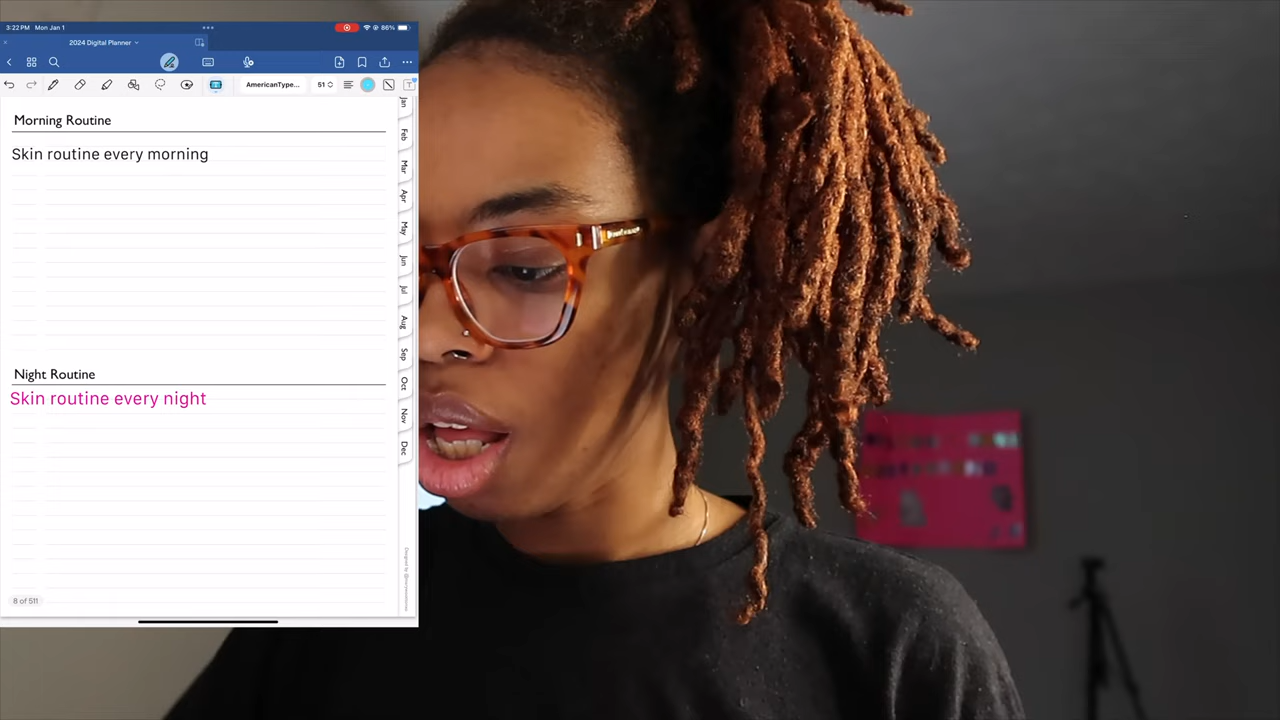 3:22 PM Mon Jan 1
86%
2024 Digital Planner
AmericanType...
51
Morning Routine
Skin routine every morning
Night Routine
Skin routine every night
8 of 511
Jan
Feb
Mar
Apr
May
Jun
Jul
Aug
Sep
Oct
Nov
Dec